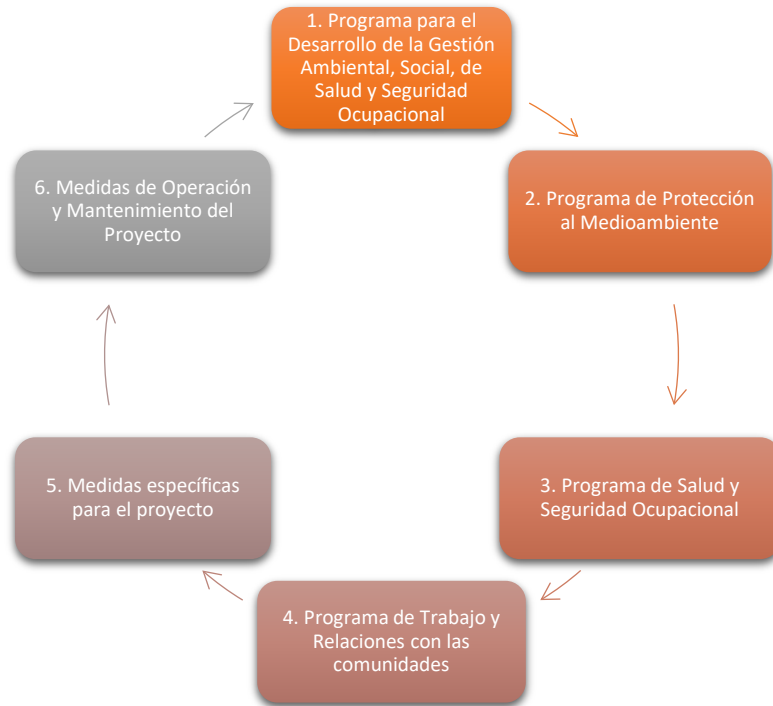 1. Programa para el
Desarrollo de la Gestión
Ambiental, Social, de
Salud y Seguridad
Ocupacional
2. Programa de Protección
al Medioambiente
3. Programa de Salud y
Seguridad Ocupacional
4. Programa de Trabajo y
Relaciones con las
comunidades
5. Medidas específicas
para el proyecto
6. Medidas de Operación
y Mantenimiento del
Proyecto